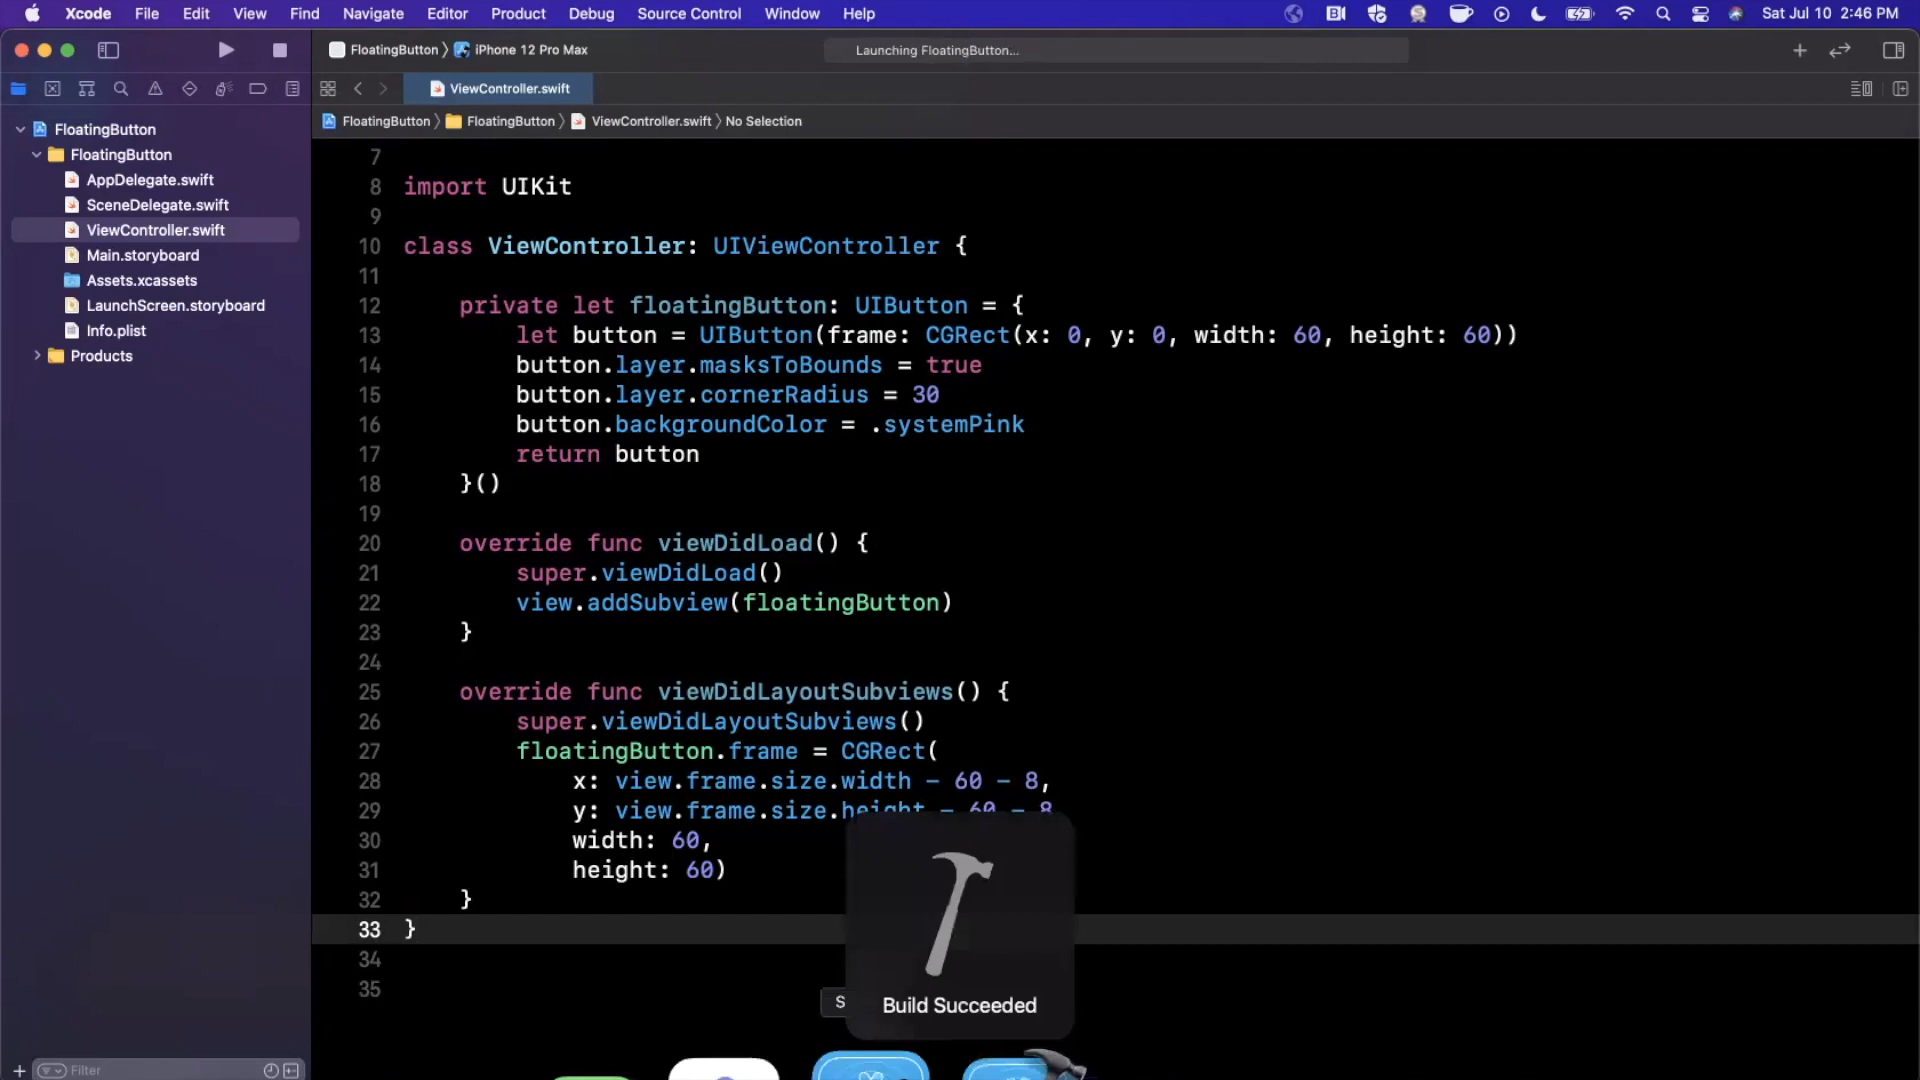 Xcode File Edit View Find Navigate Editor Product Debug Source Control Window Help Sat Jul 10 2:46 PM
FloatingButton 〉 iPhone 12 Pro Max
Launching FloatingButton...
ViewController.swift
FloatingButton 〉 FloatingButton 〉 ViewController.swift 〉 No Selection
FloatingButton
FloatingButton
AppDelegate.swift
SceneDelegate.swift
ViewController.swift
Main.storyboard
Assets.xcassets
LaunchScreen.storyboard
Info.plist
Products
Filter
7
8 import UIKit
9
10 class ViewController: UIViewController {
11
12 private let floatingButton: UIButton = {
13 let button = UIButton(frame: CGRect(x: 0, y: 0, width: 60, height: 60))
14 button.layer.masksToBounds = true
15 button.layer.cornerRadius = 30
16 button.backgroundColor = .systemPink
17 return button
18 }()
19
20 override func viewDidLoad() {
21 super.viewDidLoad()
22 view.addSubview(floatingButton)
23 }
24
25 override func viewDidLayoutSubviews() {
26 super.viewDidLayoutSubviews()
27 floatingButton.frame = CGRect(
28 x: view.frame.size.width - 60 - 8,
29 y: view.frame.size.height - 60 - 8
30 width: 60,
31 height: 60)
32 }
33 }
34
35
S
Build Succeeded